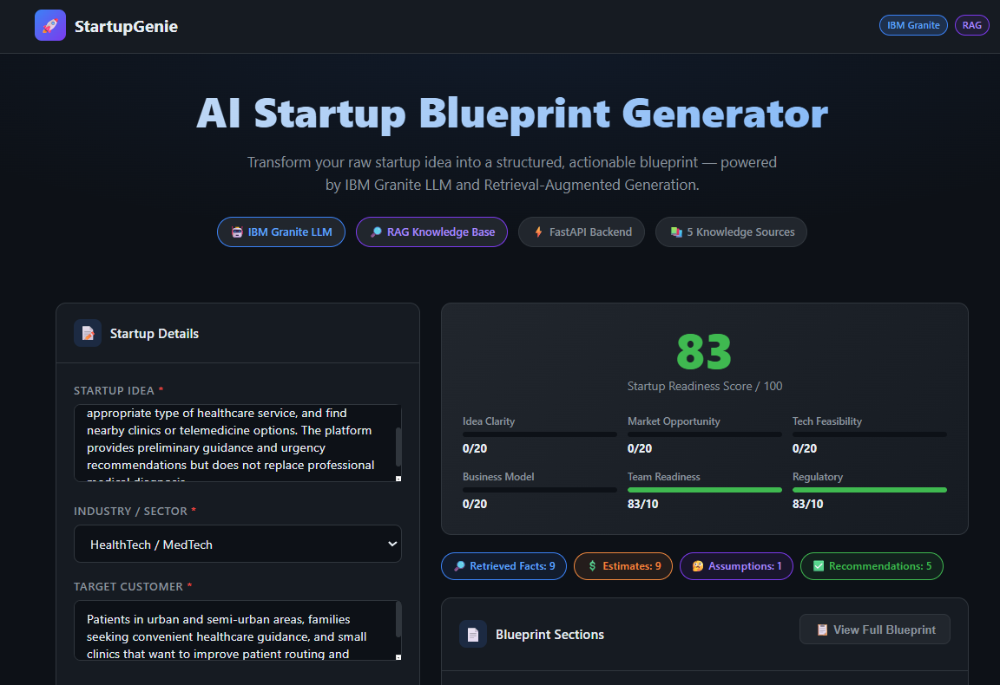 StartupGenie
IBM Granite
RAG
AI Startup Blueprint Generator
Transform your raw startup idea into a structured, actionable blueprint — powered
by IBM Granite LLM and Retrieval-Augmented Generation.
IBM Granite LLM
RAG Knowledge Base
FastAPI Backend
5 Knowledge Sources
Startup Details
STARTUP IDEA *
appropriate type of healthcare service, and find
nearby clinics or telemedicine options. The platform
provides preliminary guidance and urgency
recommendations but does not replace professional
medical diagnosis.
INDUSTRY / SECTOR *
HealthTech / MedTech
TARGET CUSTOMER *
Patients in urban and semi-urban areas, families
seeking convenient healthcare guidance, and small
clinics that want to improve patient routing and
83
Startup Readiness Score / 100
Idea Clarity
0/20
Market Opportunity
0/20
Tech Feasibility
0/20
Business Model
0/20
Team Readiness
83/10
Regulatory
83/10
Retrieved Facts: 9
Estimates: 9
Assumptions: 1
Recommendations: 5
Blueprint Sections
View Full Blueprint